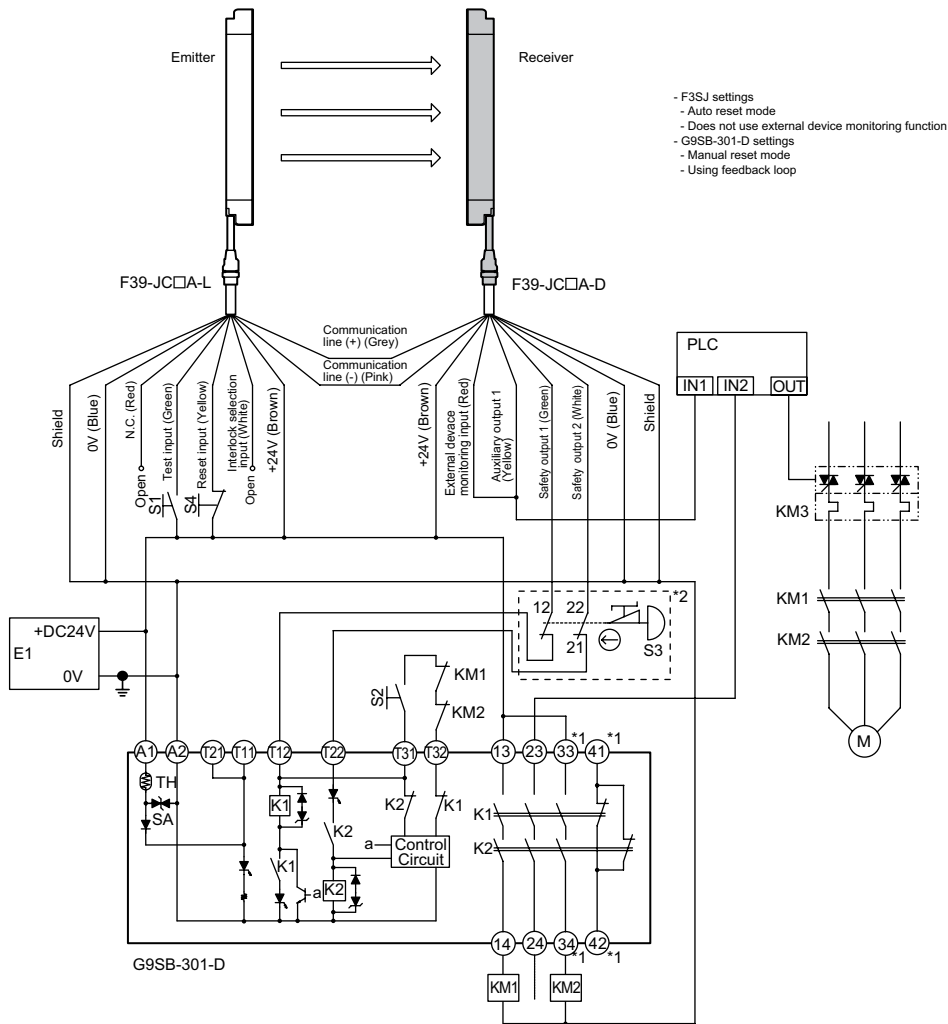 Emitter
Receiver
- F3SJ settings
- Auto reset mode
- Does not use external device monitoring function
- G9SB-301-D settings
- Manual reset mode
- Using feedback loop
F39-JC□A-L
F39-JC□A-D
Communication
line (+) (Grey)
Communication
line (-) (Pink)
Shield
0V (Blue)
N.C. (Red)
Open
Test input (Green)
S1
Reset input (Yellow)
S4
Interlock selection
input (White)
Open
+24V (Brown)
+24V (Brown)
External devace
monitoring input (Red)
Auxiliary output 1
(Yellow)
Safety output 1 (Green)
Safety output 2 (White)
0V (Blue)
Shield
PLC
IN1 IN2 OUT
KM3
KM1
KM2
M
*2
12 22
21
S3
+DC24V
E1
0V
S2
KM1
KM2
A1 A2 T21 T11 T12 T22 T31 T32 13 23 33 *1 41 *1
TH
SA
K1
K1
a
K2
K2
K2 K1
a
Control
Circuit
K1
K2
14 24 34 *1 42 *1
G9SB-301-D
KM1 KM2